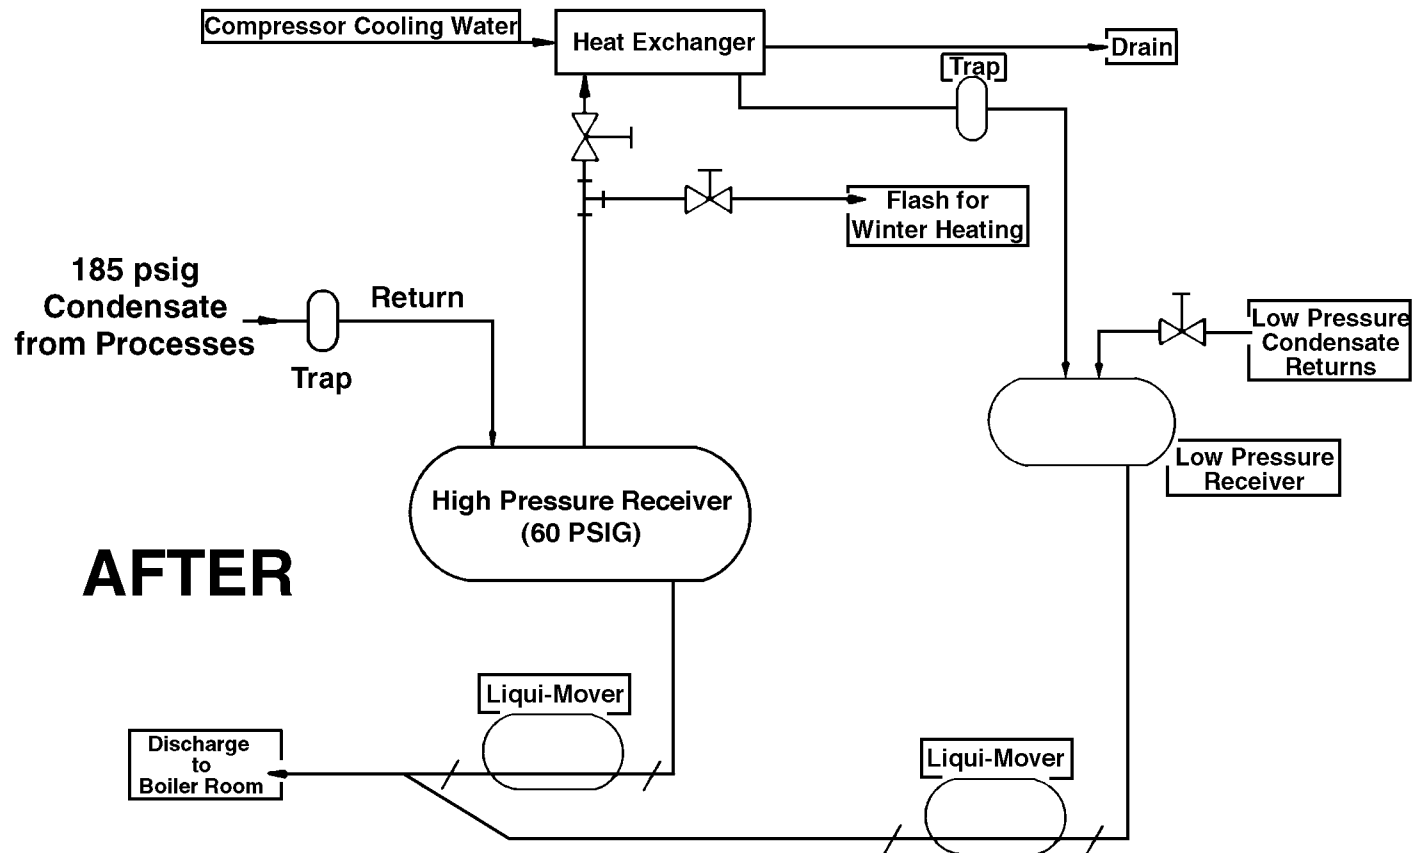 Compressor Cooling Water
Heat Exchanger
Drain
Trap
Flash for
Winter Heating
185 psig
Condensate
from Processes
Return
Trap
Low Pressure
Condensate
Returns
High Pressure Receiver
(60 PSIG)
Low Pressure
Receiver
AFTER
Liqui-Mover
Discharge
to
Boiler Room
Liqui-Mover